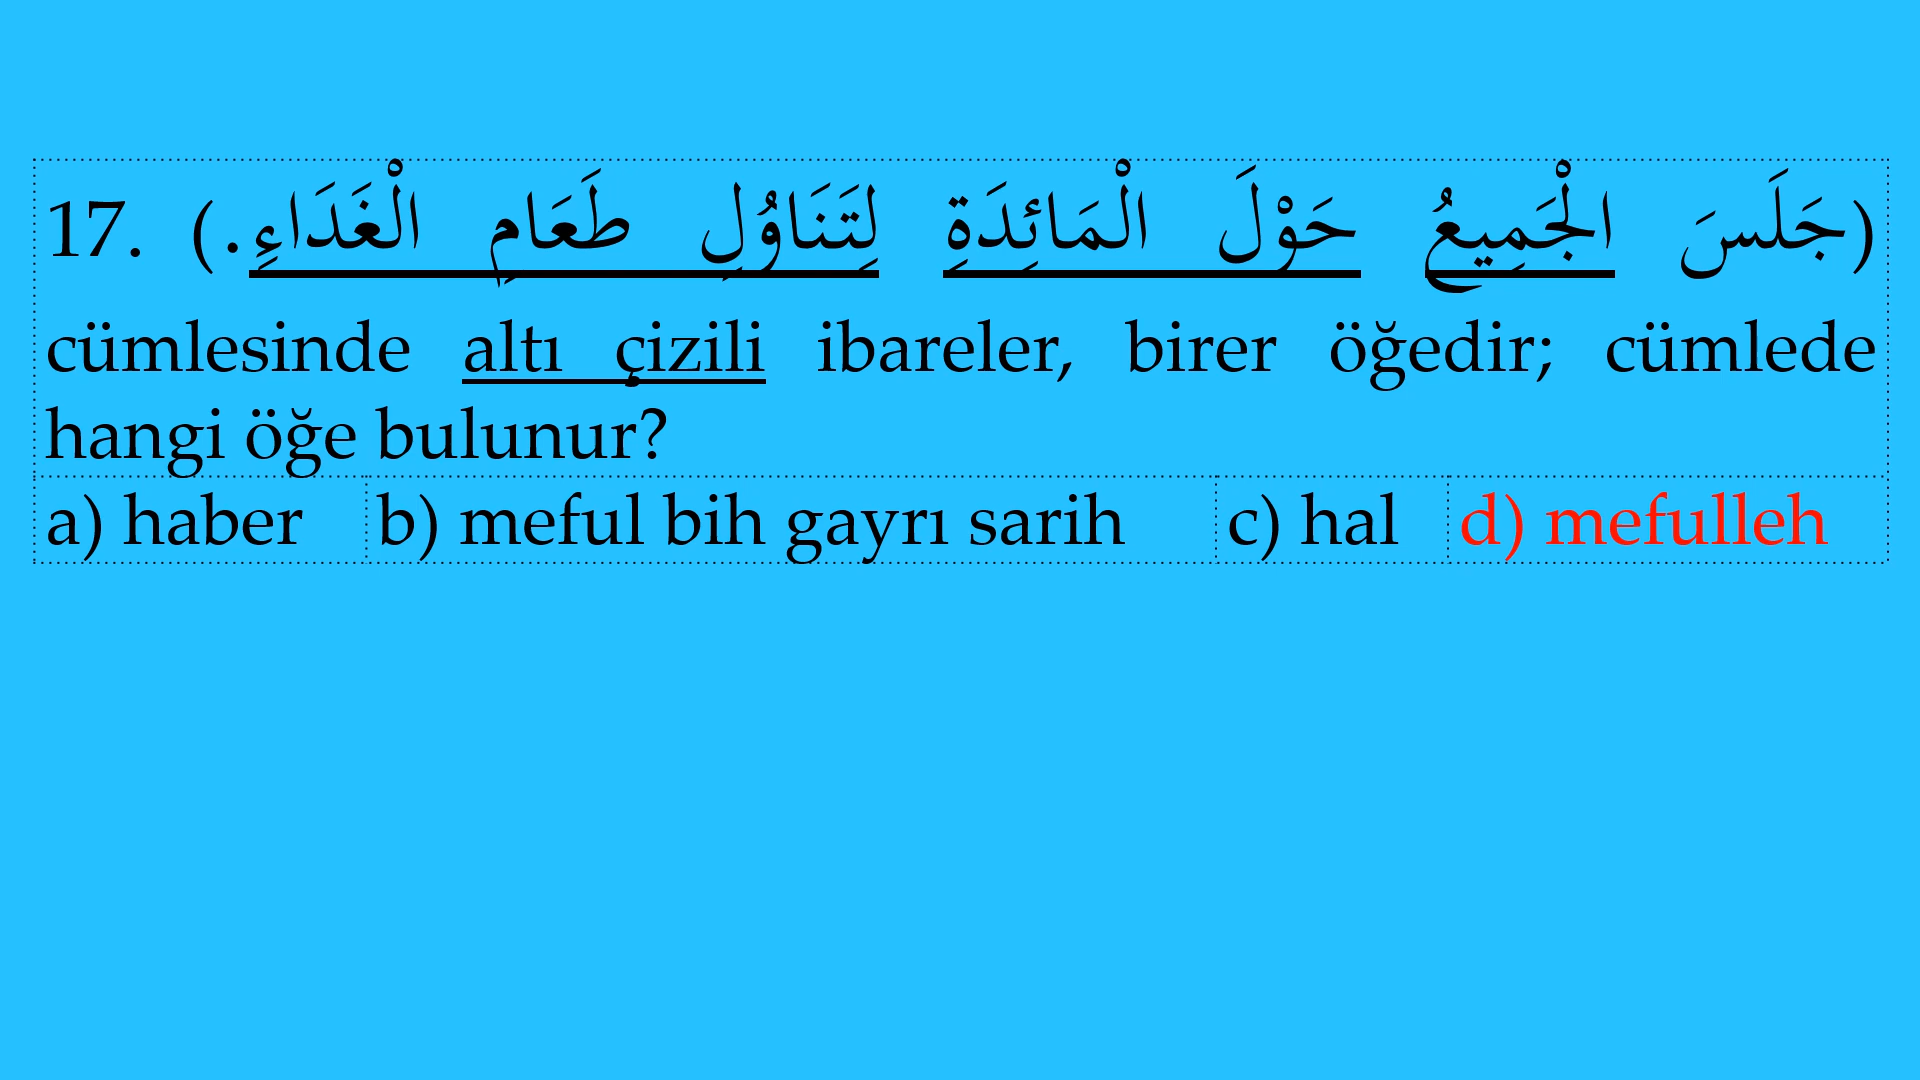 17. (جَلَسَ الْجَمِيعُ حَوْلَ الْمَائِدَةِ لِتَنَاوُلِ طَعَامِ الْغَدَاءِ.)
cümlesinde altı çizili ibareler, birer öğedir; cümlede
hangi öğe bulunur?
a) haber b) meful bih gayrı sarih c) hal d) mefulleh